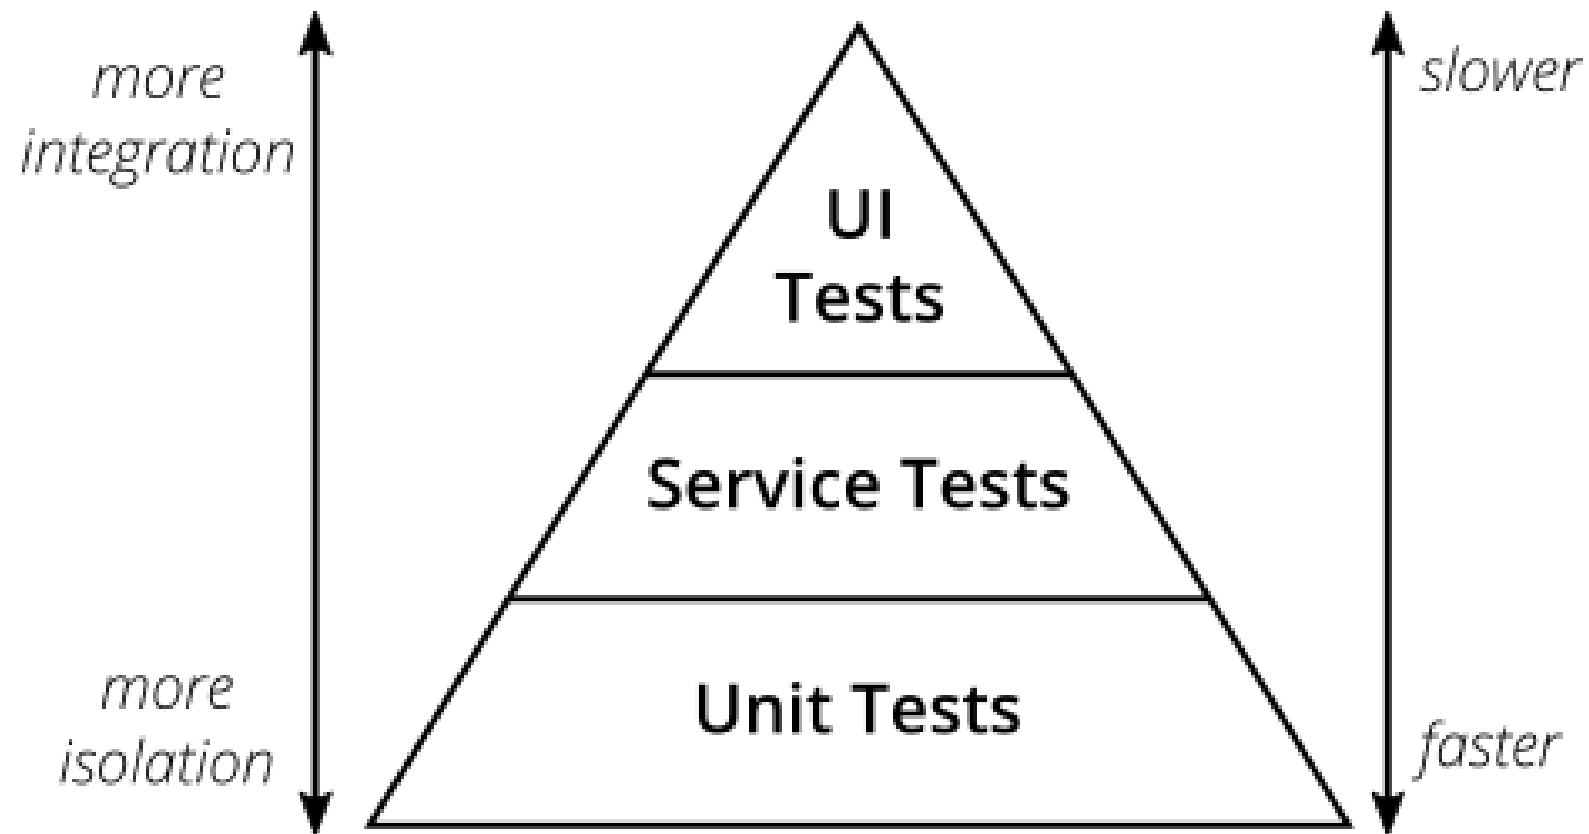 more
integration
slower
UI
Tests
Service Tests
Unit Tests
more
isolation
faster